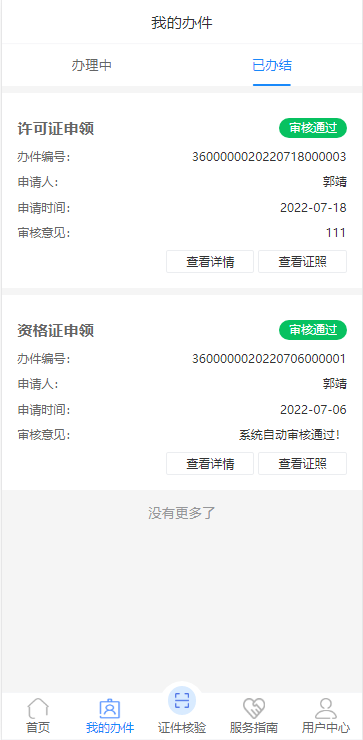 我的办件
办理中 已办结
许可证申领 审核通过
办件编号： 3600000020220718000003
申请人： 郭靖
申请时间： 2022-07-18
审核意见： 111
查看详情 查看证照
资格证申领 审核通过
办件编号： 3600000020220706000001
申请人： 郭靖
申请时间： 2022-07-06
审核意见： 系统自动审核通过！
查看详情 查看证照
没有更多了
首页 我的办件 证件核验 服务指南 用户中心